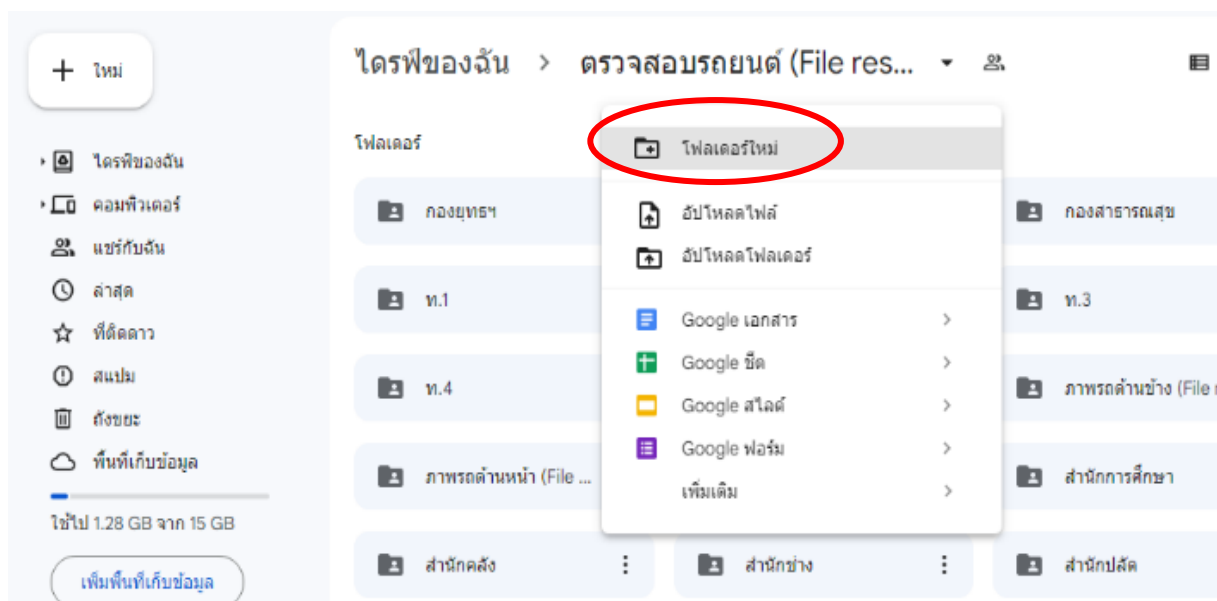 ใหม่
ไดรฟ์ของฉัน
คอมพิวเตอร์
แชร์กับฉัน
ล่าสุด
ที่ติดดาว
สแปม
ถังขยะ
พื้นที่เก็บข้อมูล
ใช้ไป 1.28 GB จาก 15 GB
เพิ่มพื้นที่เก็บข้อมูล
ไดรฟ์ของฉัน > ตรวจสอบรถยนต์ (File res...
โฟลเดอร์
โฟลเดอร์ใหม่
อัปโหลดไฟล์
อัปโหลดโฟลเดอร์
Google เอกสาร
Google ชีต
Google สไลด์
Google ฟอร์ม
เพิ่มเติม
กองยุทธฯ
กองสาธารณสุข
ท.1
ท.3
ท.4
ภาพรถด้านข้าง (File
ภาพรถด้านหน้า (File ...
สำนักการศึกษา
สำนักคลัง
สำนักช่าง
สำนักปลัด